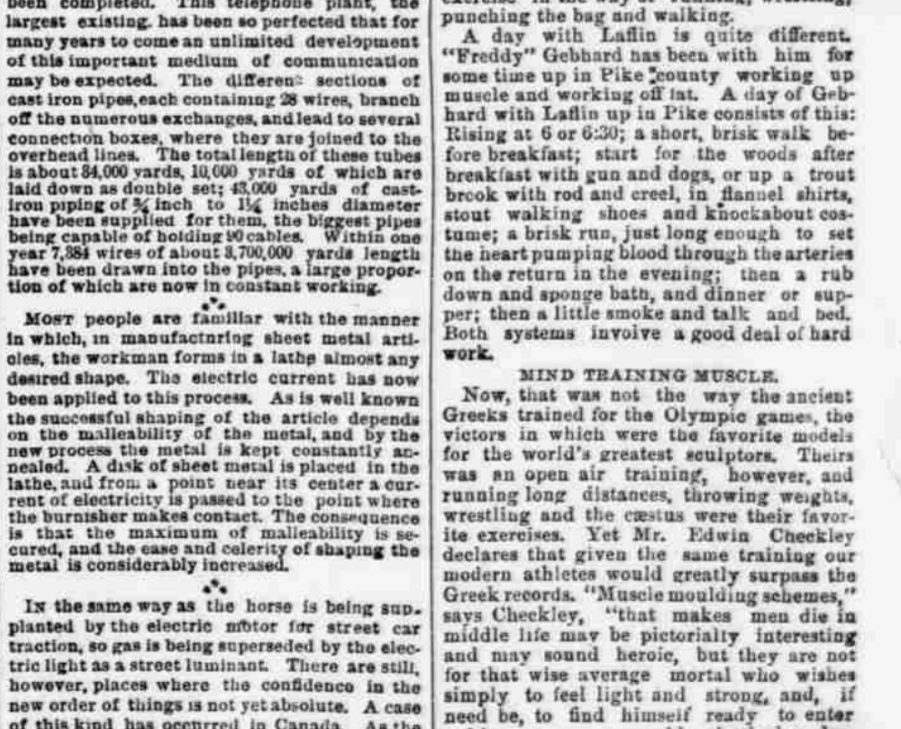 been completed. This telephone plant, the
largest existing, has been so perfected that for
many years to come an unlimited development
of this important medium of communication
may be expected. The different sections of
cast iron pipes, each containing 28 wires, branch
off the numerous exchanges, and lead to several
connection boxes, where they are joined to the
overhead lines. The total length of these tubes
is about 84,000 yards, 10,000 yards of which are
laid down as double set; 43,000 yards of cast-
iron piping of ¾ inch to 1¼ inches diameter
have been supplied for them, the biggest pipes
being capable of holding 90 cables. Within one
year 7,384 wires of about 3,700,000 yards length
have been drawn into the pipes, a large propor-
tion of which are now in constant working.
MOST people are familiar with the manner
in which, in manufacturing sheet metal arti-
cles, the workman forms in a lathe almost any
desired shape. The electric current has now
been applied to this process. As is well known
the successful shaping of the article depends
on the malleability of the metal, and by the
new process the metal is kept constantly an-
nealed. A disk of sheet metal is placed in the
lathe, and from a point near its center a cur-
rent of electricity is passed to the point where
the burnisher makes contact. The consequence
is that the maximum of malleability is se-
cured, and the ease and celerity of shaping the
metal is considerably increased.
IN the same way as the horse is being sup-
planted by the electric motor for street car
traction, so gas is being superseded by the elec-
tric light as a street luminant. There are still,
however, places where the confidence in the
new order of things is not yet absolute. A case
of this kind has occurred in Canada. As the
punching the bag and walking.
A day with Laflin is quite different.
"Freddy" Gebhard has been with him for
some time up in Pike county working up
muscle and working off fat. A day of Geb-
hard with Laflin up in Pike consists of this:
Rising at 6 or 6:30; a short, brisk walk be-
fore breakfast; start for the woods after
breakfast with gun and dogs, or up a trout
brook with rod and creel, in flannel shirts,
stout walking shoes and knockabout cos-
tume; a brisk run, just long enough to set
the heart pumping blood through the arteries
on the return in the evening; then a rub
down and sponge bath, and dinner or sup-
per; then a little smoke and talk and bed.
Both systems involve a good deal of hard
work.
MIND TRAINING MUSCLE.
Now, that was not the way the ancient
Greeks trained for the Olympic games, the
victors in which were the favorite models
for the world's greatest sculptors. Theirs
was an open air training, however, and
running long distances, throwing weights,
wrestling and the cæstus were their favor-
ite exercises. Yet Mr. Edwin Checkley
declares that given the same training our
modern athletes would greatly surpass the
Greek records. "Muscle moulding schemes,"
says Checkley, "that makes men die in
middle life may be pictorially interesting
and may sound heroic, but they are not
for that wise average mortal who wishes
simply to feel light and strong, and, if
need be, to find himself ready to enter